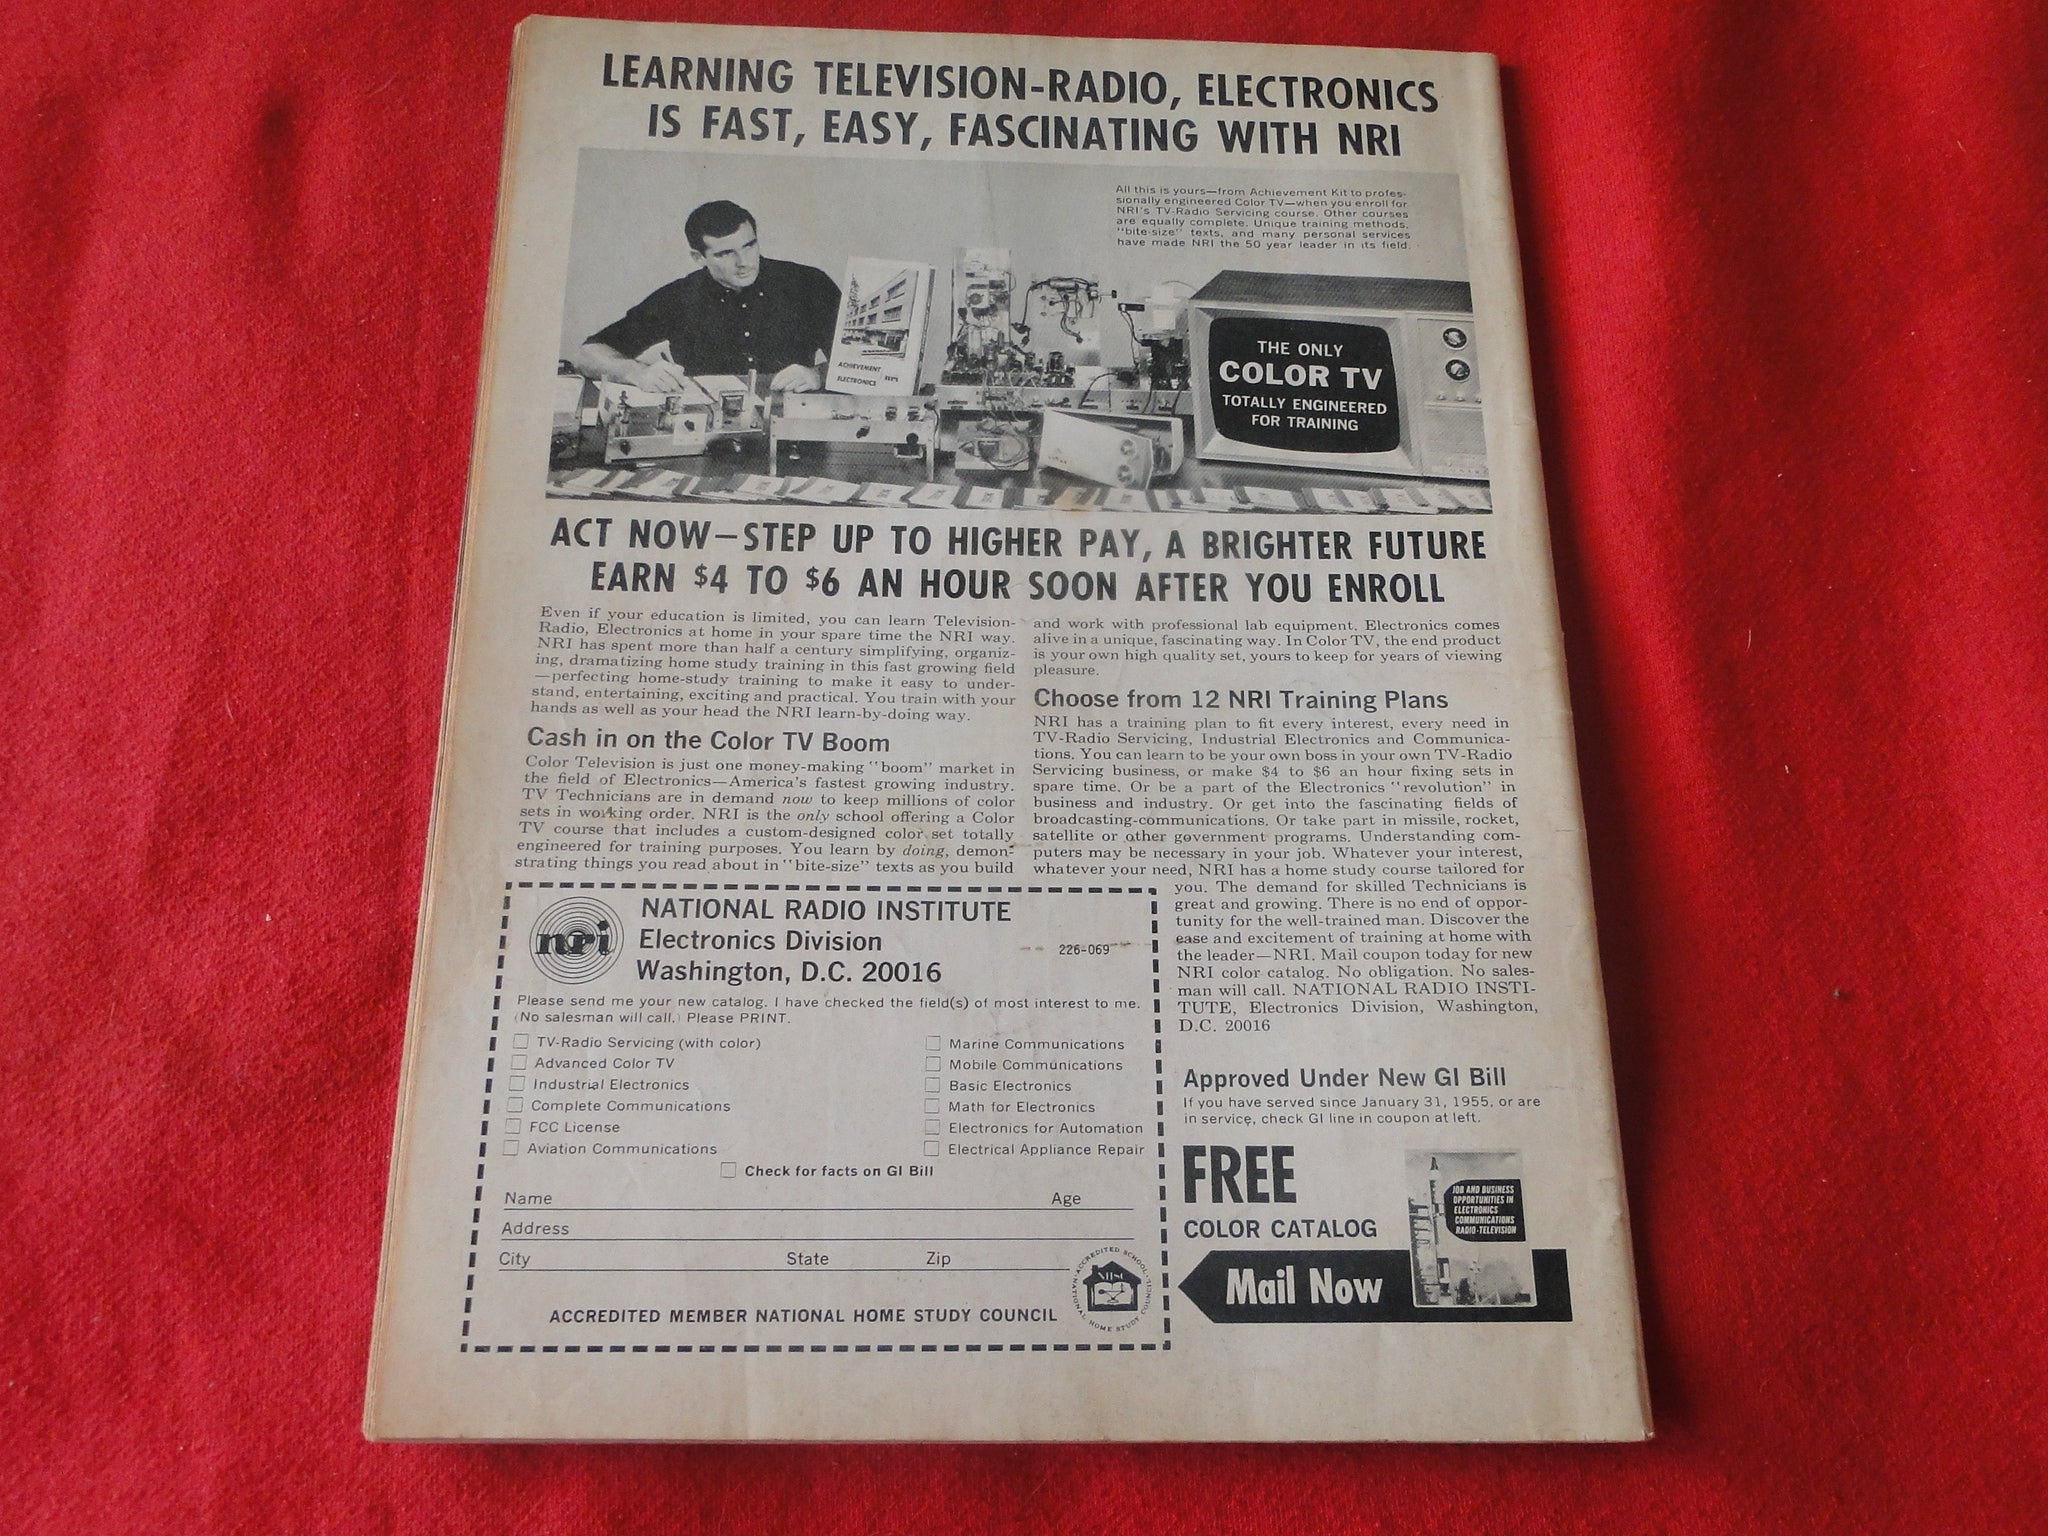 LEARNING TELEVISION-RADIO, ELECTRONICS
IS FAST, EASY, FASCINATING WITH NRI
All this is yours—from Achievement Kit to profes-
sionally engineered Color TV—when you enroll for
NRI's TV-Radio Servicing course. Other courses
are equally complete. Unique training methods,
"bite-size" texts, and many personal services
have made NRI the 50 year leader in its field.
ACHIEVEMENT
ELECTRONICS NRI
THE ONLY
COLOR TV
TOTALLY ENGINEERED
FOR TRAINING
ACT NOW—STEP UP TO HIGHER PAY, A BRIGHTER FUTURE
EARN $4 TO $6 AN HOUR SOON AFTER YOU ENROLL
Even if your education is limited, you can learn Television-
Radio, Electronics at home in your spare time the NRI way.
NRI has spent more than half a century simplifying, organiz-
ing, dramatizing home study training in this fast growing field
—perfecting home-study training to make it easy to under-
stand, entertaining, exciting and practical. You train with your
hands as well as your head the NRI learn-by-doing way.
Cash in on the Color TV Boom
Color Television is just one money-making "boom" market in
the field of Electronics—America's fastest growing industry.
TV Technicians are in demand now to keep millions of color
sets in working order. NRI is the only school offering a Color
TV course that includes a custom-designed color set totally
engineered for training purposes. You learn by doing, demon-
strating things you read about in "bite-size" texts as you build
and work with professional lab equipment. Electronics comes
alive in a unique, fascinating way. In Color TV, the end product
is your own high quality set, yours to keep for years of viewing
pleasure.
Choose from 12 NRI Training Plans
NRI has a training plan to fit every interest, every need in
TV-Radio Servicing, Industrial Electronics and Communica-
tions. You can learn to be your own boss in your own TV-Radio
Servicing business, or make $4 to $6 an hour fixing sets in
spare time. Or be a part of the Electronics "revolution" in
business and industry. Or get into the fascinating fields of
broadcasting-communications. Or take part in missile, rocket,
satellite or other government programs. Understanding com-
puters may be necessary in your job. Whatever your interest,
whatever your need, NRI has a home study course tailored for
you. The demand for skilled Technicians is
great and growing. There is no end of oppor-
tunity for the well-trained man. Discover the
ease and excitement of training at home with
the leader—NRI. Mail coupon today for new
NRI color catalog. No obligation. No sales-
man will call. NATIONAL RADIO INSTI-
TUTE, Electronics Division, Washington,
D.C. 20016
nri
NATIONAL RADIO INSTITUTE
Electronics Division
226-069
Washington, D.C. 20016
Please send me your new catalog. I have checked the field(s) of most interest to me.
(No salesman will call.) Please PRINT.
TV-Radio Servicing (with color)
Advanced Color TV
Industrial Electronics
Complete Communications
FCC License
Aviation Communications
Marine Communications
Mobile Communications
Basic Electronics
Math for Electronics
Electronics for Automation
Electrical Appliance Repair
Check for facts on GI Bill
Name Age
Address
City State Zip
ACCREDITED MEMBER NATIONAL HOME STUDY COUNCIL
ACCREDITED SCHOOL · NATIONAL HOME STUDY COUNCIL
NHSC
Approved Under New GI Bill
If you have served since January 31, 1955, or are
in service, check GI line in coupon at left.
FREE
COLOR CATALOG
Mail Now
JOB AND BUSINESS
OPPORTUNITIES IN
ELECTRONICS
COMMUNICATIONS
RADIO-TELEVISION